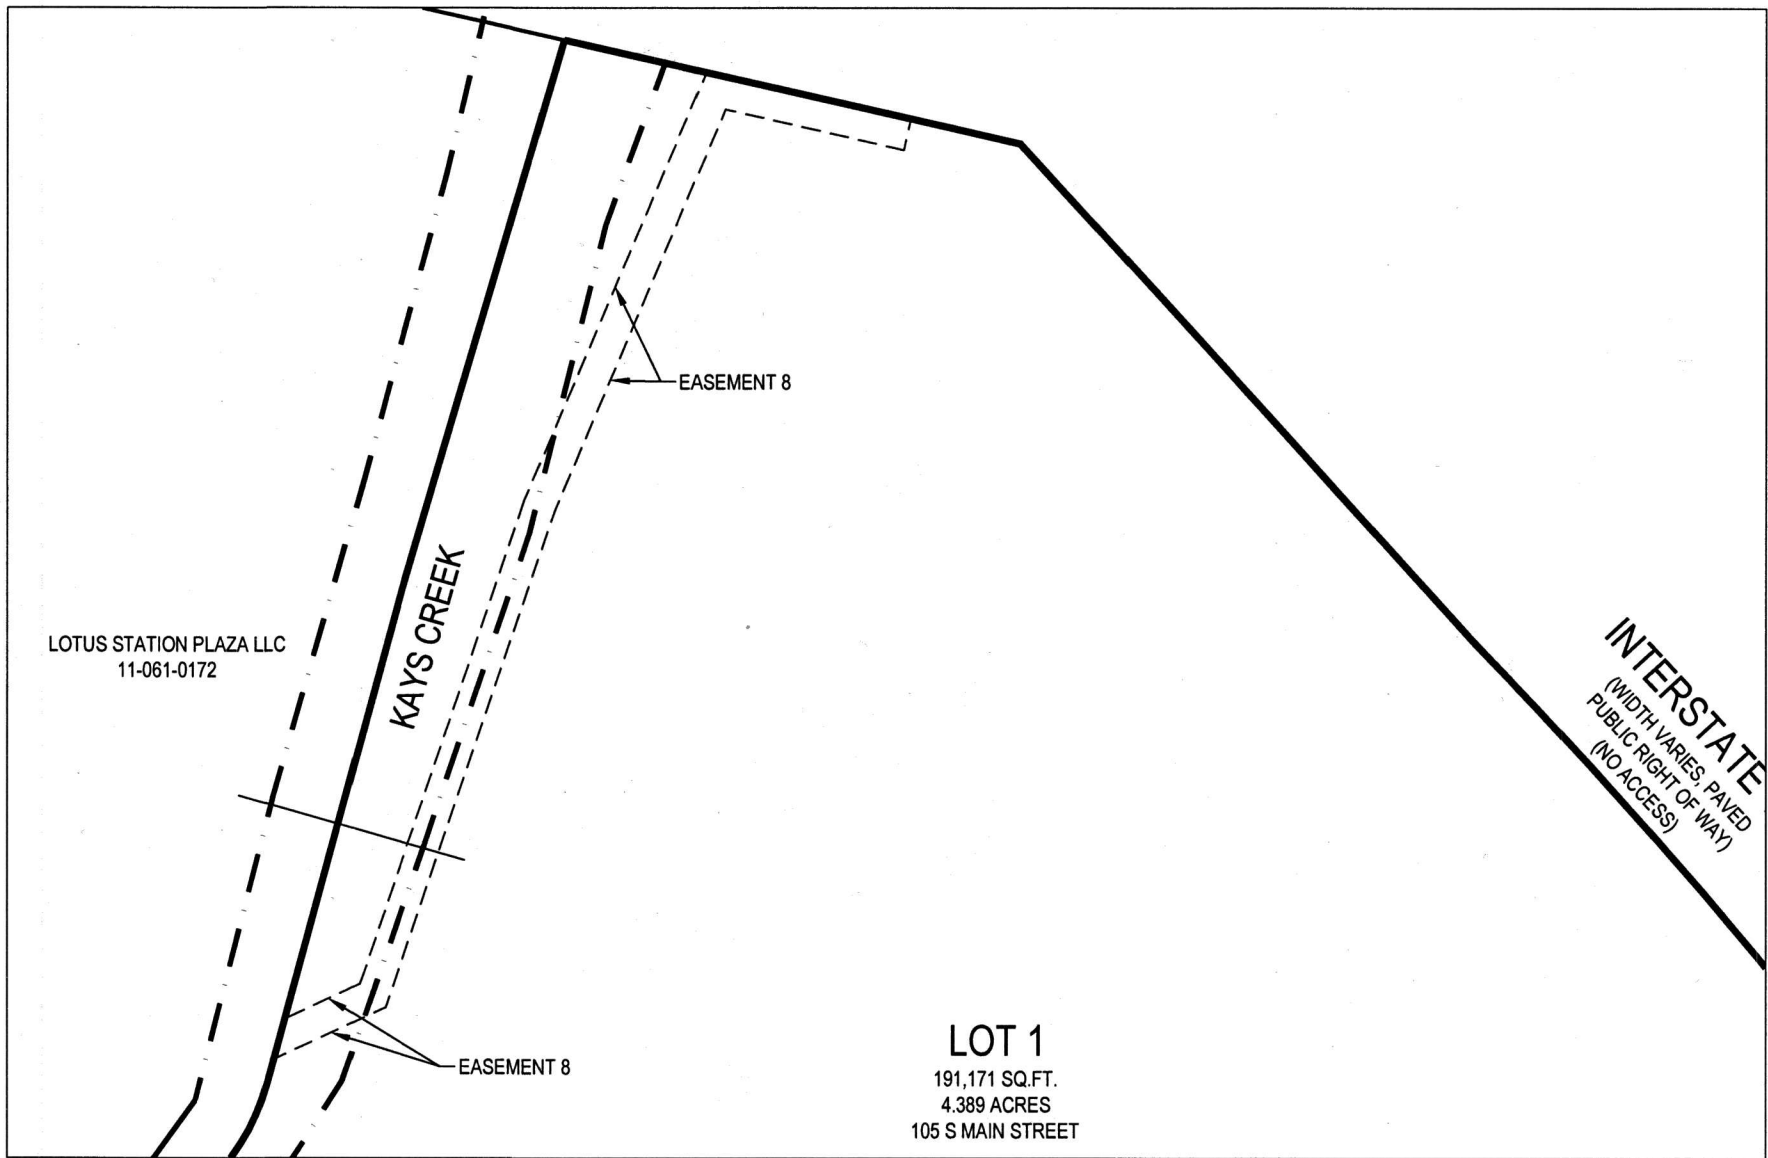 EASEMENT 8
KAYS CREEK
LOTUS STATION PLAZA LLC
11-061-0172
INTERSTATE
(WIDTH VARIES, PAVED
PUBLIC RIGHT OF WAY)
(NO ACCESS)
EASEMENT 8
LOT 1
191,171 SQ.FT.
4.389 ACRES
105 S MAIN STREET